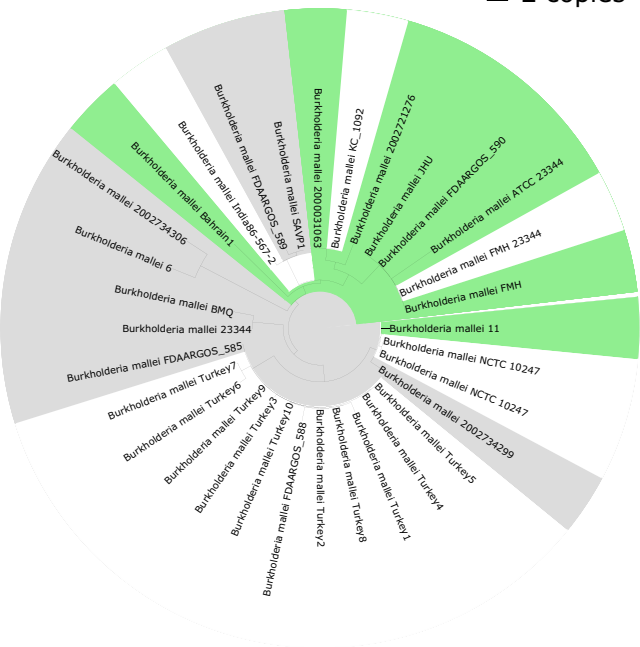 2 copies
Burkholderia mallei 2000031063
Burkholderia mallei KC_1092
Burkholderia mallei 2002721276
Burkholderia mallei JHU
Burkholderia mallei FDAARGOS_590
Burkholderia mallei ATCC 23344
Burkholderia mallei FMH 23344
Burkholderia mallei FMH
Burkholderia mallei 11
Burkholderia mallei NCTC 10247
Burkholderia mallei NCTC 10247
Burkholderia mallei 2002734299
Burkholderia mallei Turkey5
Burkholderia mallei Turkey4
Burkholderia mallei Turkey1
Burkholderia mallei Turkey8
Burkholderia mallei Turkey2
Burkholderia mallei FDAARGOS_588
Burkholderia mallei Turkey10
Burkholderia mallei Turkey3
Burkholderia mallei Turkey9
Burkholderia mallei Turkey6
Burkholderia mallei Turkey7
Burkholderia mallei FDAARGOS_585
Burkholderia mallei 23344
Burkholderia mallei BMQ
Burkholderia mallei 6
Burkholderia mallei 2002734306
Burkholderia mallei Bahrain1
Burkholderia mallei India86-567-2
Burkholderia mallei FDAARGOS_589
Burkholderia mallei SAVP1